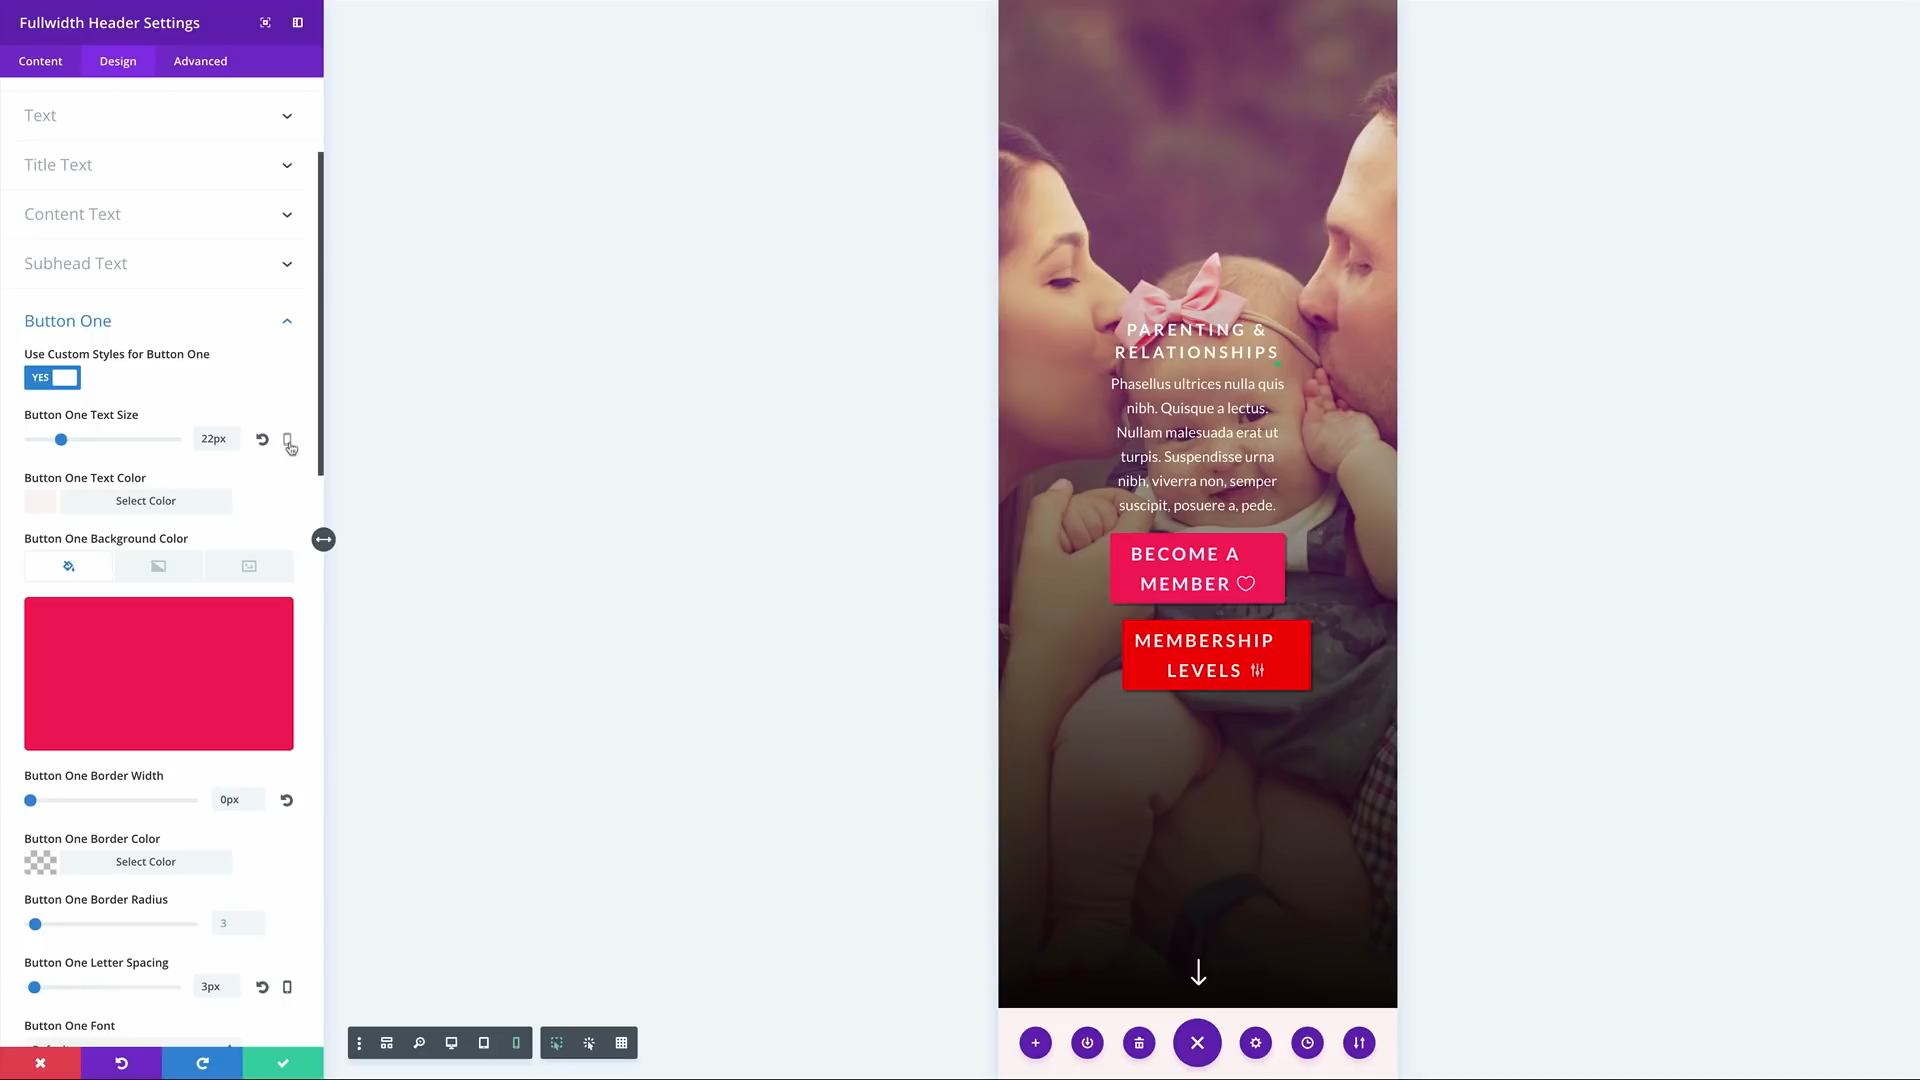 Fullwidth Header Settings
Content
Design
Advanced
Text
Title Text
Content Text
Subhead Text
Button One
Use Custom Styles for Button One
YES
Button One Text Size
22px
Button One Text Color
Select Color
Button One Background Color
Button One Border Width
0px
Button One Border Color
Select Color
Button One Border Radius
3
Button One Letter Spacing
3px
Button One Font
PARENTING &
RELATIONSHIPS
Phasellus ultrices nulla quis
nibh. Quisque a lectus.
Nullam malesuada erat ut
turpis. Suspendisse urna
nibh, viverra non, semper
suscipit, posuere a, pede.
BECOME A
MEMBER
MEMBERSHIP
LEVELS